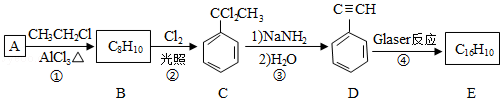 A CH₃CH₂Cl AlCl₃△ ① C₈H₁₀ Cl₂ 光照 ② CCl₂CH₃ 1)NaNH₂ 2)H₂O ③ C≡CH Glaser反应 ④ C₁₆H₁₀
B C D E